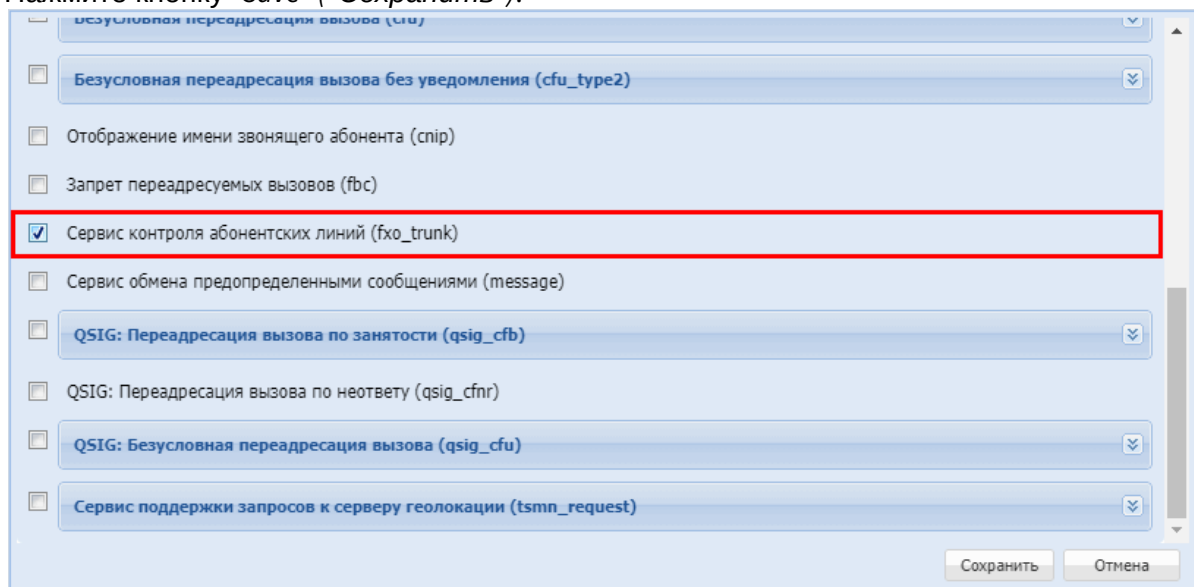 Нажмите кнопку "Save" ("Сохранить").
Безусловная переадресация вызова (cfu)
Безусловная переадресация вызова без уведомления (cfu_type2)
Отображение имени звонящего абонента (cnip)
Запрет переадресуемых вызовов (fbc)
Сервис контроля абонентских линий (fxo_trunk)
Сервис обмена предопределенными сообщениями (message)
QSIG: Переадресация вызова по занятости (qsig_cfb)
QSIG: Переадресация вызова по неответу (qsig_cfnr)
QSIG: Безусловная переадресация вызова (qsig_cfu)
Сервис поддержки запросов к серверу геолокации (tsmn_request)
Сохранить Отмена